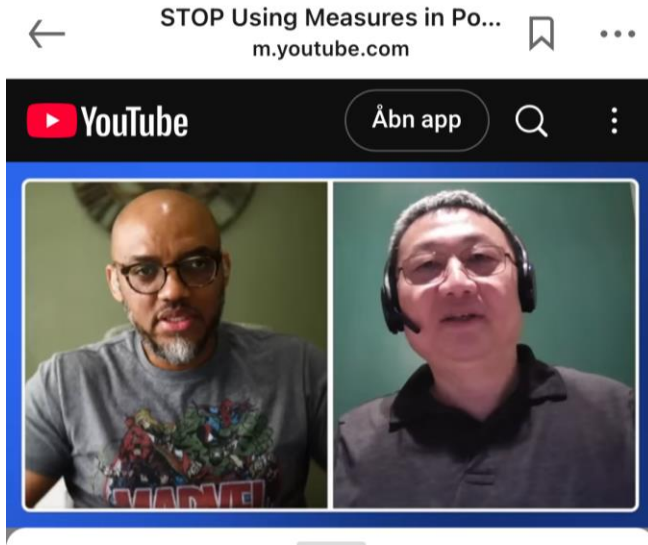 STOP Using Measures in Po...
m.youtube.com
YouTube
Åbn app
MARVEL